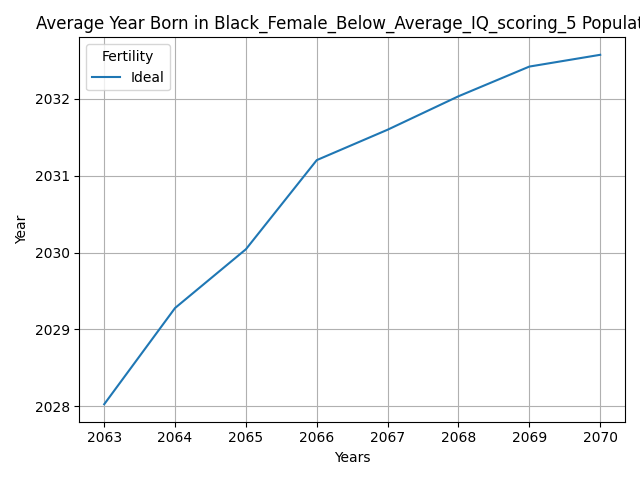 Average Year Born in Black_Female_Below_Average_IQ_scoring_5 Populat
Fertility
Ideal
2032
2031
2030
2029
2028
Year
2063 2064 2065 2066 2067 2068 2069 2070
Years